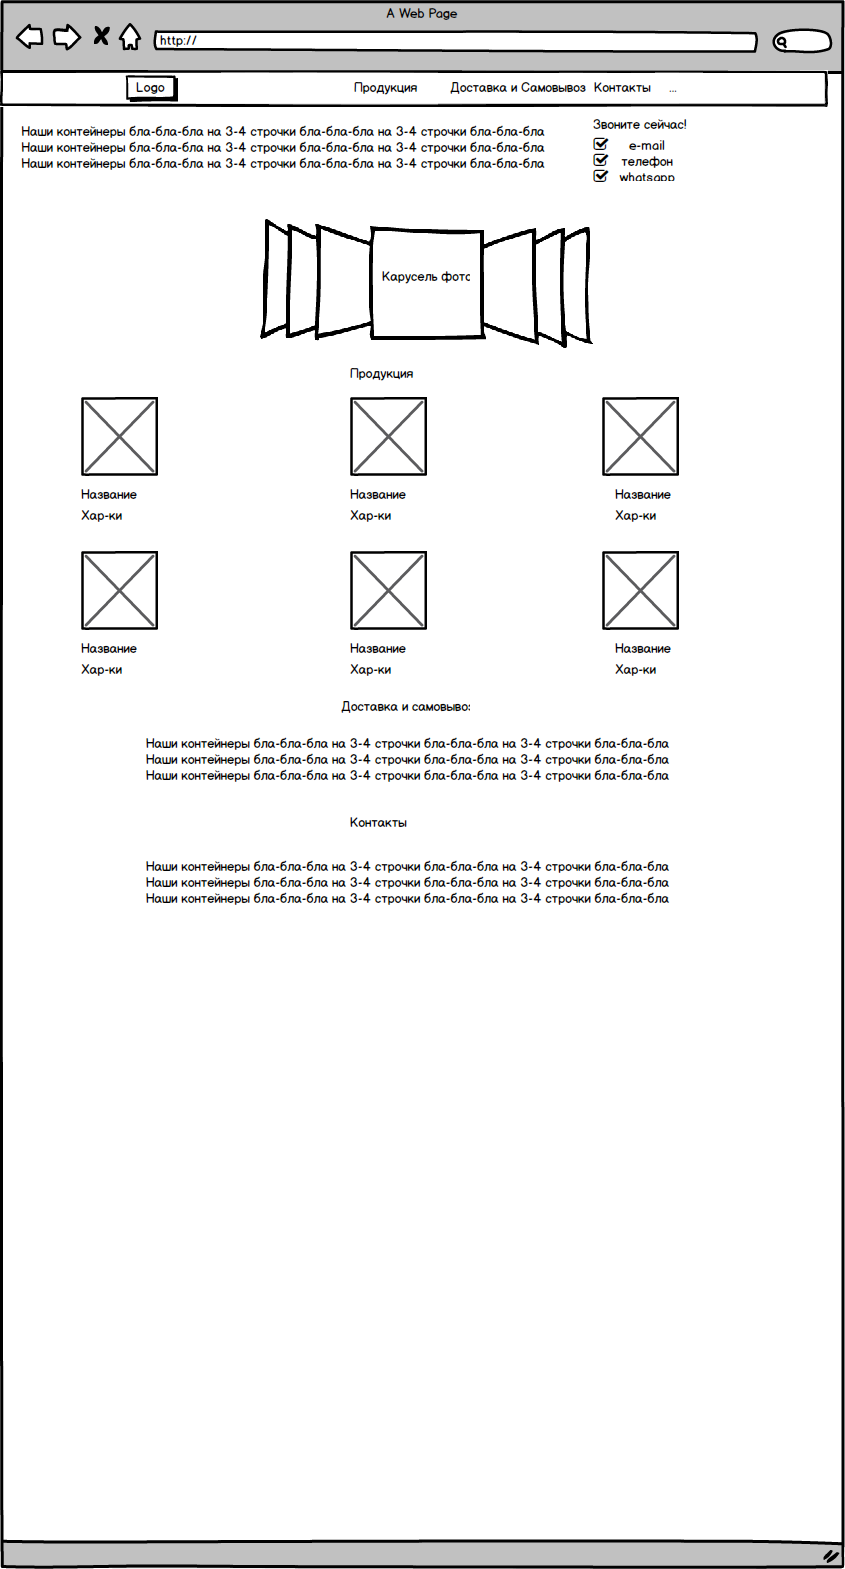 A Web Page
http://
Logo
Продукция
Доставка и Самовывоз
Контакты
...
Наши контейнеры бла-бла-бла на 3-4 строчки бла-бла-бла на 3-4 строчки бла-бла-бла
Наши контейнеры бла-бла-бла на 3-4 строчки бла-бла-бла на 3-4 строчки бла-бла-бла
Наши контейнеры бла-бла-бла на 3-4 строчки бла-бла-бла на 3-4 строчки бла-бла-бла
Звоните сейчас!
e-mail
телефон
whatsapp
Карусель фото
Продукция
Название
Хар-ки
Название
Хар-ки
Название
Хар-ки
Название
Хар-ки
Название
Хар-ки
Название
Хар-ки
Доставка и самовывоз
Наши контейнеры бла-бла-бла на 3-4 строчки бла-бла-бла на 3-4 строчки бла-бла-бла
Наши контейнеры бла-бла-бла на 3-4 строчки бла-бла-бла на 3-4 строчки бла-бла-бла
Наши контейнеры бла-бла-бла на 3-4 строчки бла-бла-бла на 3-4 строчки бла-бла-бла
Контакты
Наши контейнеры бла-бла-бла на 3-4 строчки бла-бла-бла на 3-4 строчки бла-бла-бла
Наши контейнеры бла-бла-бла на 3-4 строчки бла-бла-бла на 3-4 строчки бла-бла-бла
Наши контейнеры бла-бла-бла на 3-4 строчки бла-бла-бла на 3-4 строчки бла-бла-бла